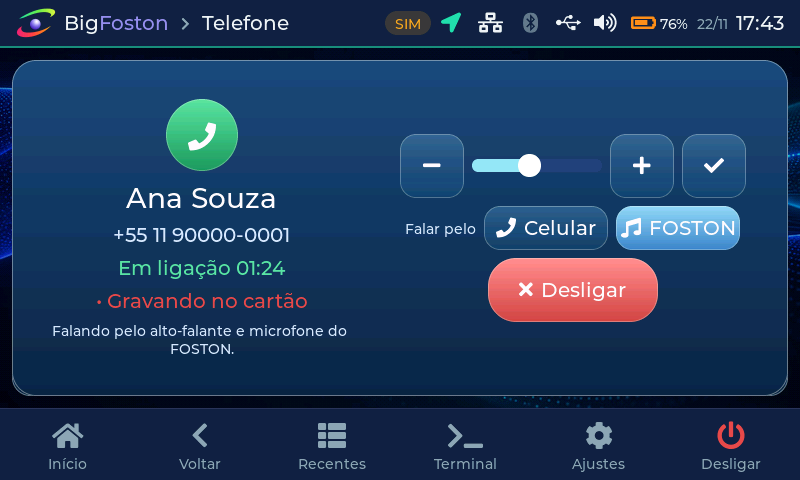 BigFoston > Telefone
SIM
76%
22/11
17:43
Ana Souza
+55 11 90000-0001
Em ligação 01:24
• Gravando no cartão
Falando pelo alto-falante e microfone do
FOSTON.
Falar pelo
Celular
FOSTON
Desligar
Início
Voltar
Recentes
Terminal
Ajustes
Desligar